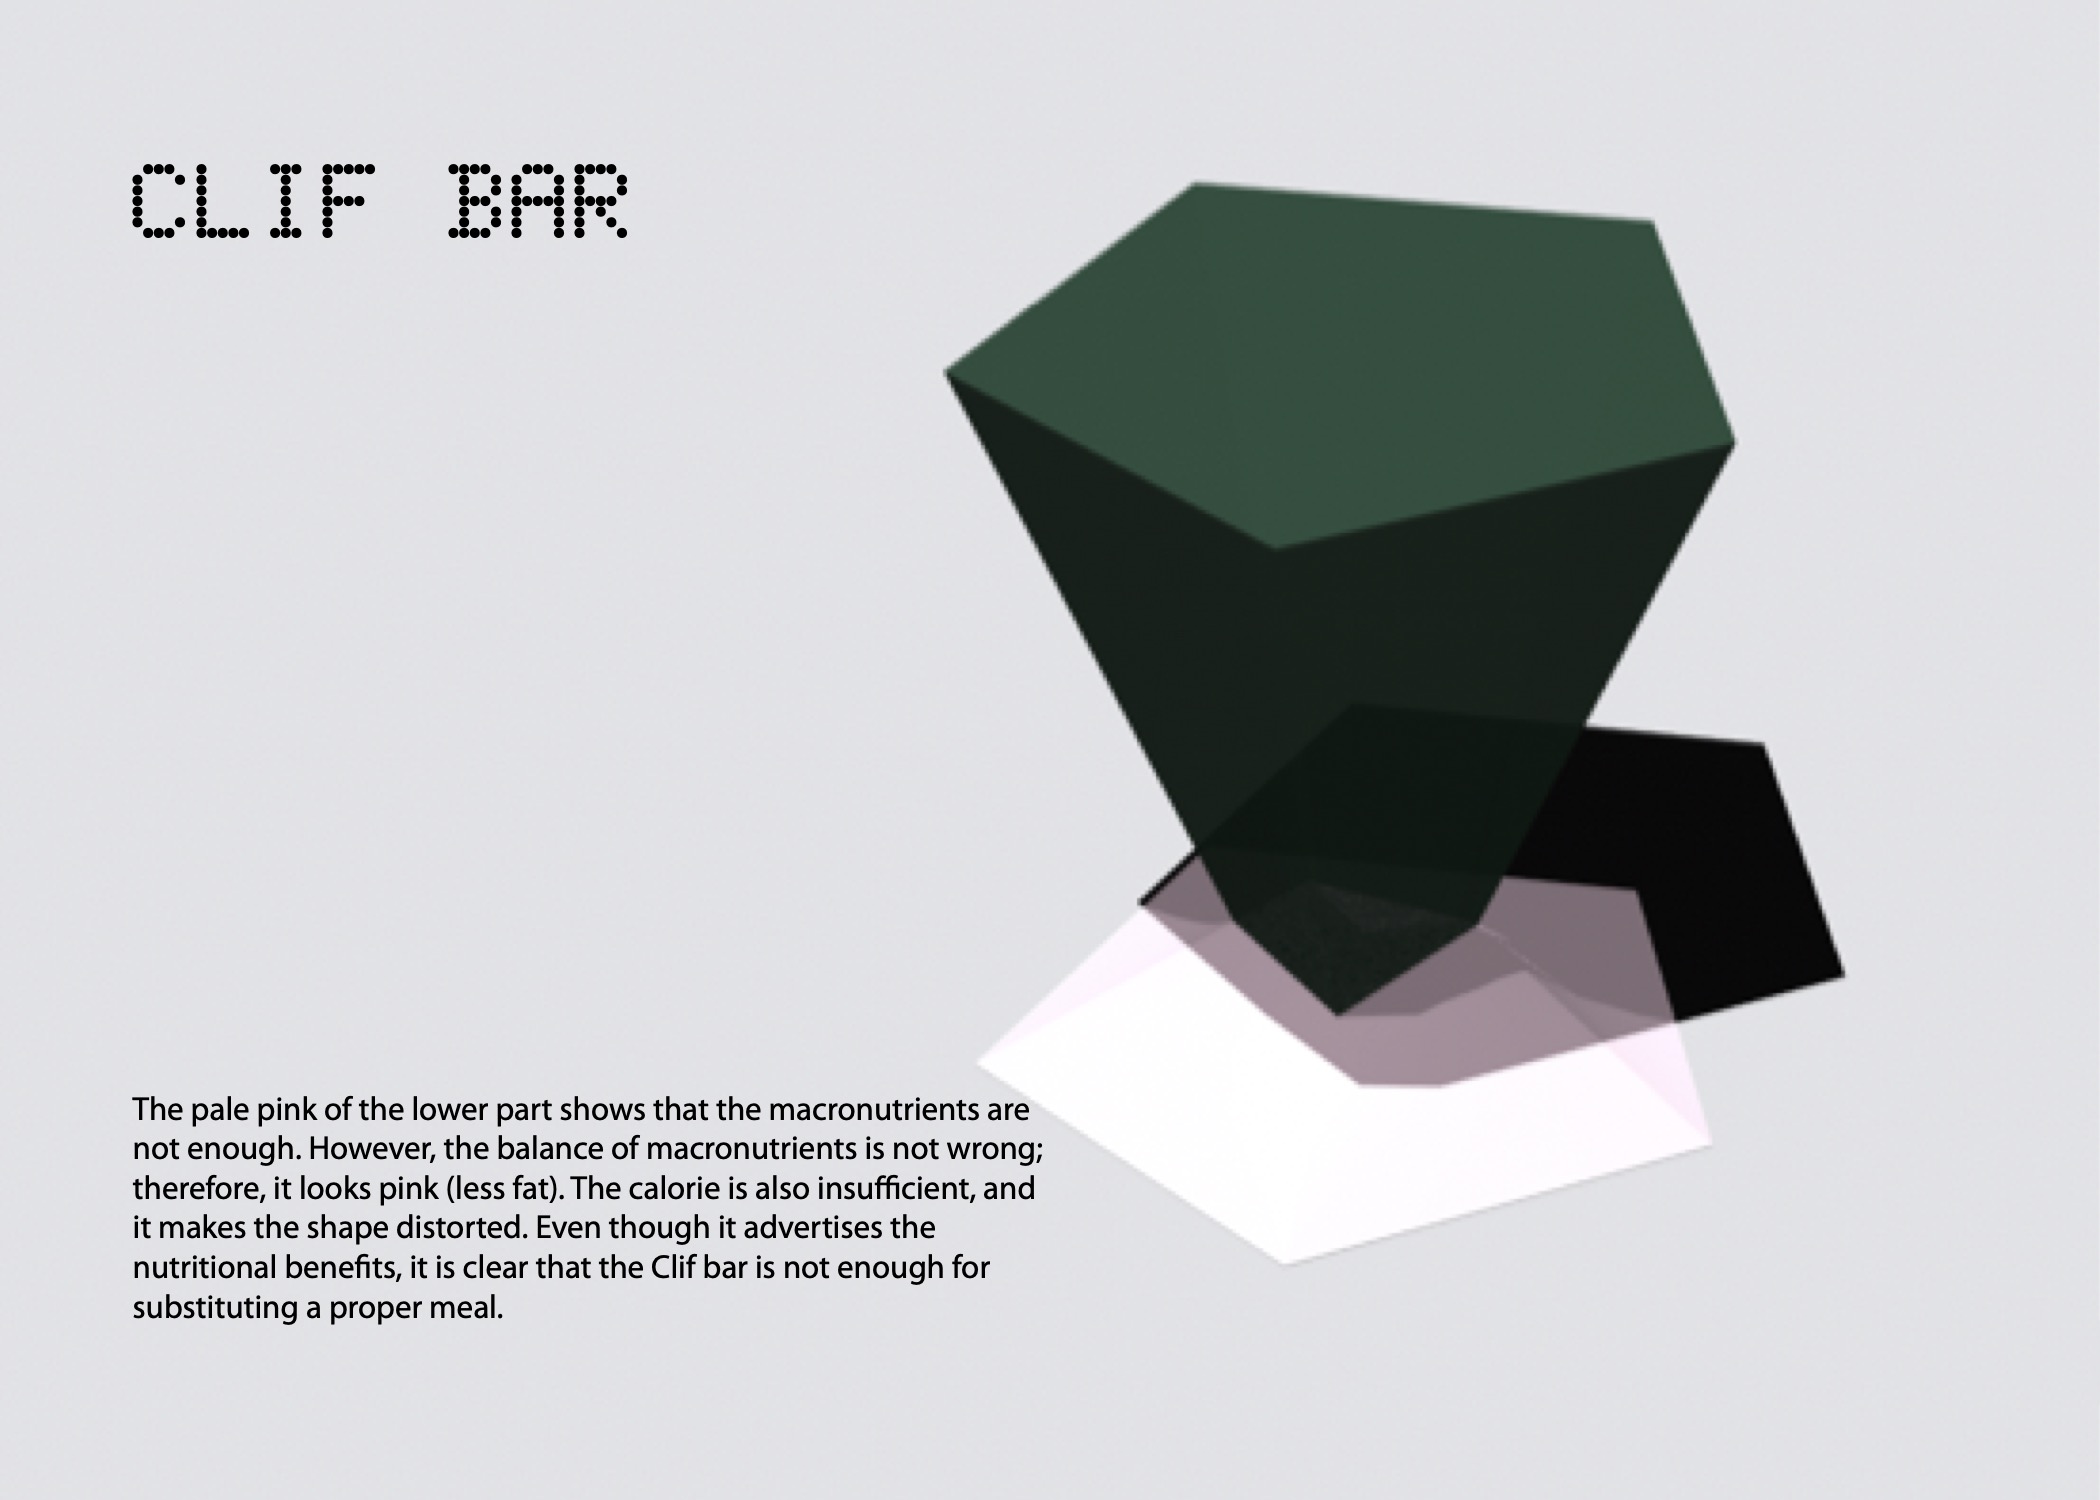 CLIF BAR
The pale pink of the lower part shows that the macronutrients are
not enough. However, the balance of macronutrients is not wrong;
therefore, it looks pink (less fat). The calorie is also insufficient, and
it makes the shape distorted. Even though it advertises the
nutritional benefits, it is clear that the Clif bar is not enough for
substituting a proper meal.